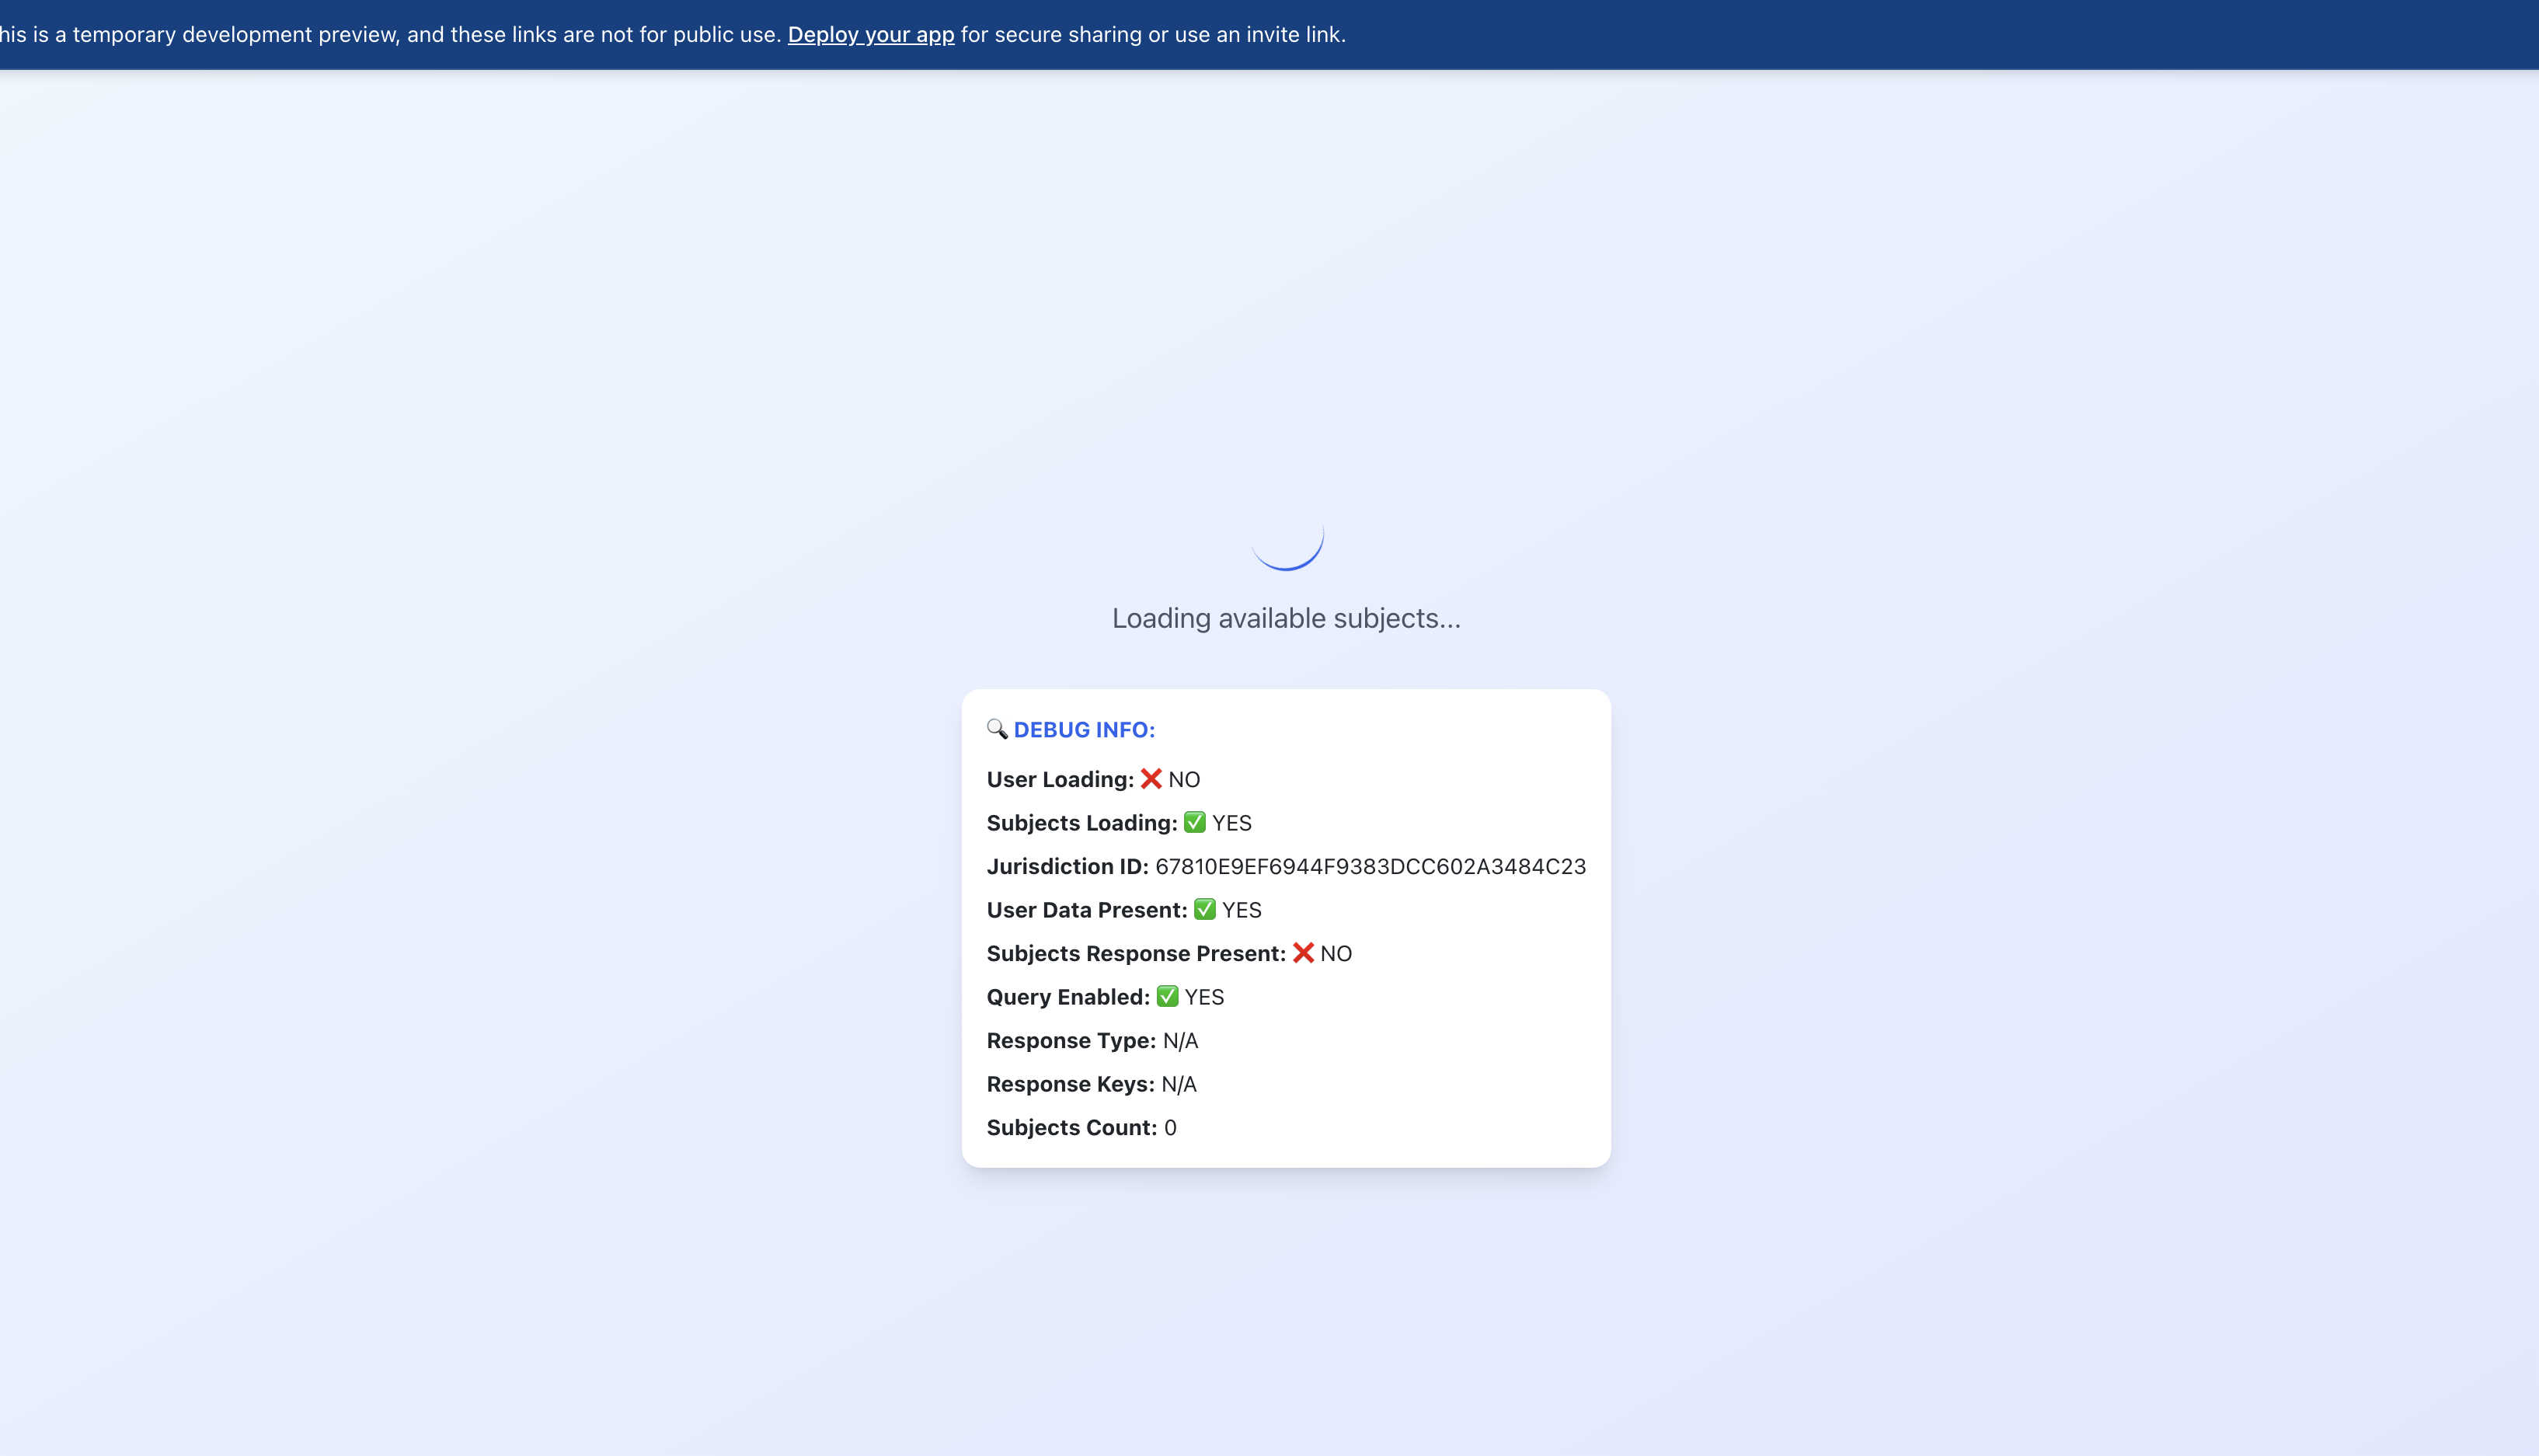 his is a temporary development preview, and these links are not for public use. Deploy your app for secure sharing or use an invite link.
Loading available subjects...
🔍 DEBUG INFO:
User Loading: ❌ NO
Subjects Loading: ✅ YES
Jurisdiction ID: 67810E9EF6944F9383DCC602A3484C23
User Data Present: ✅ YES
Subjects Response Present: ❌ NO
Query Enabled: ✅ YES
Response Type: N/A
Response Keys: N/A
Subjects Count: 0